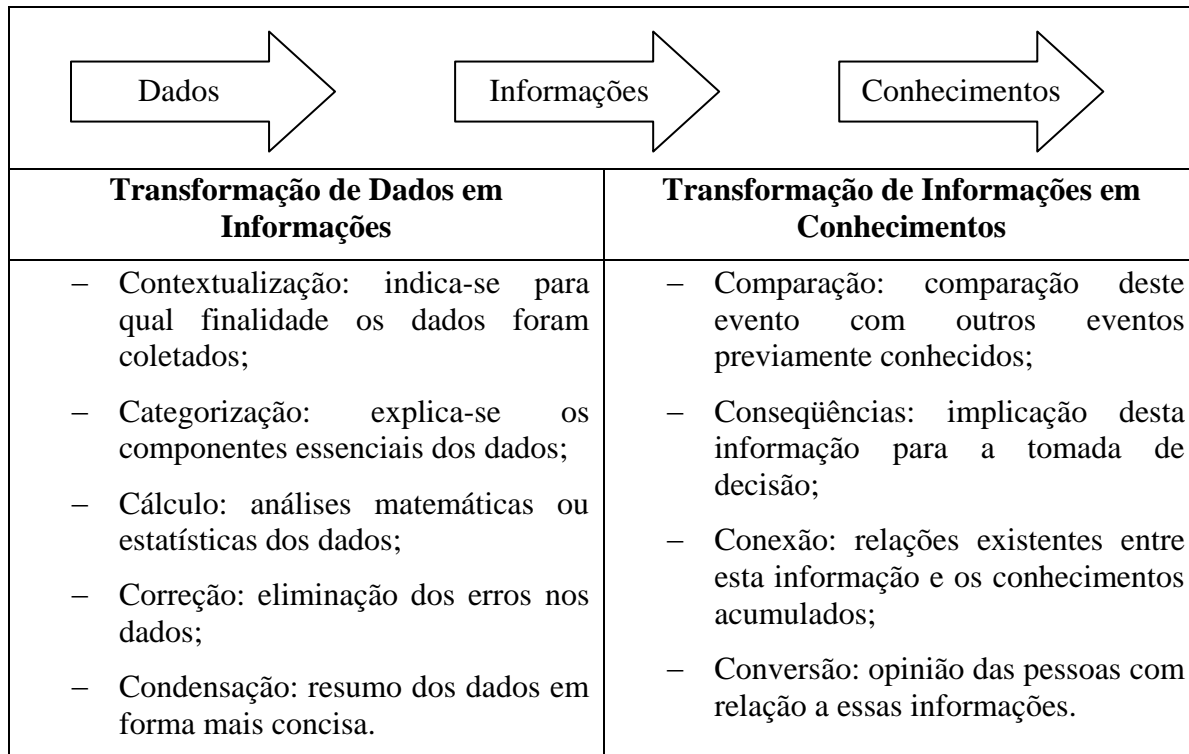 Dados
Informações
Conhecimentos
Transformação de Dados em
Informações
– Contextualização: indica-se para
qual finalidade os dados foram
coletados;
– Categorização: explica-se os
componentes essenciais dos dados;
– Cálculo: análises matemáticas ou
estatísticas dos dados;
– Correção: eliminação dos erros nos
dados;
– Condensação: resumo dos dados em
forma mais concisa.
Transformação de Informações em
Conhecimentos
– Comparação: comparação deste
evento com outros eventos
previamente conhecidos;
– Conseqüências: implicação desta
informação para a tomada de
decisão;
– Conexão: relações existentes entre
esta informação e os conhecimentos
acumulados;
– Conversão: opinião das pessoas com
relação a essas informações.